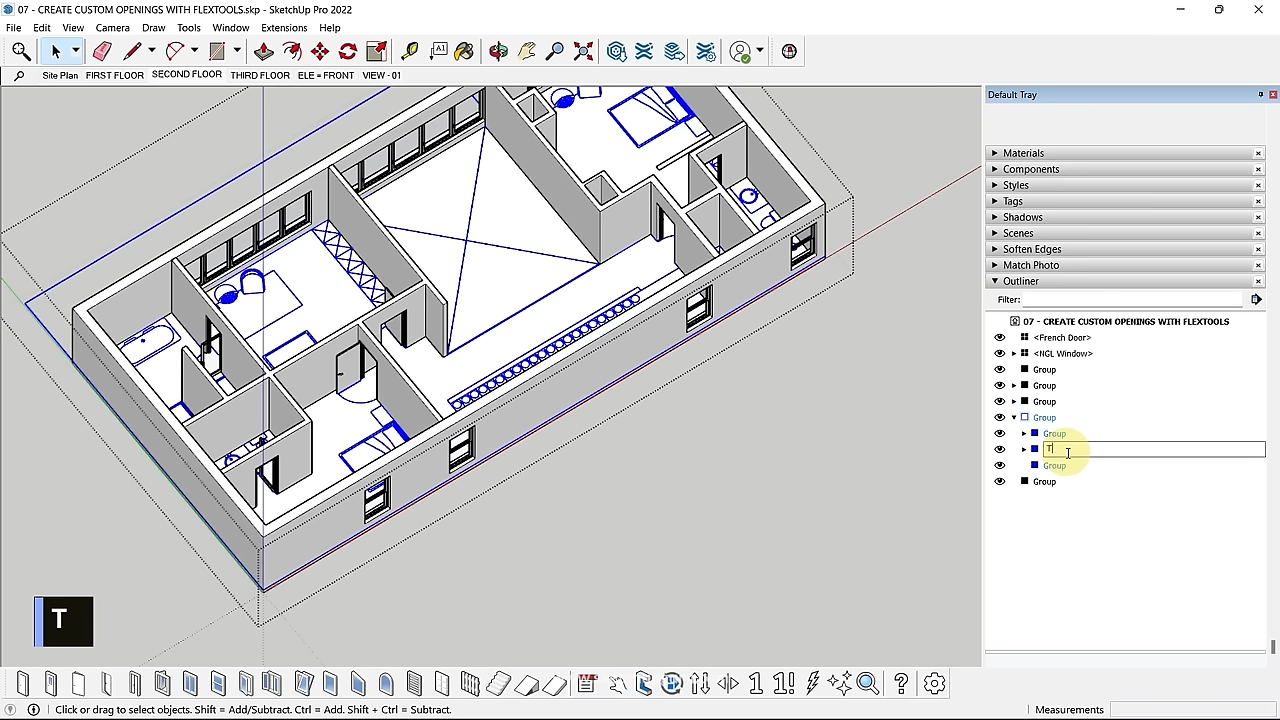 07 - CREATE CUSTOM OPENINGS WITH FLEXTOOLS.skp - SketchUp Pro 2022
File Edit View Camera Draw Tools Window Extensions Help
A1
Site Plan FIRST FLOOR SECOND FLOOR THIRD FLOOR ELE = FRONT VIEW - 01
Default Tray
Materials
Components
Styles
Tags
Shadows
Scenes
Soften Edges
Match Photo
Outliner
Filter:
07 - CREATE CUSTOM OPENINGS WITH FLEXTOOLS
<French Door>
<NGL Window>
Group
Group
Group
Group
Group
T
Group
Group
T
1 1! ?
Click or drag to select objects. Shift = Add/Subtract. Ctrl = Add. Shift + Ctrl = Subtract.
Measurements